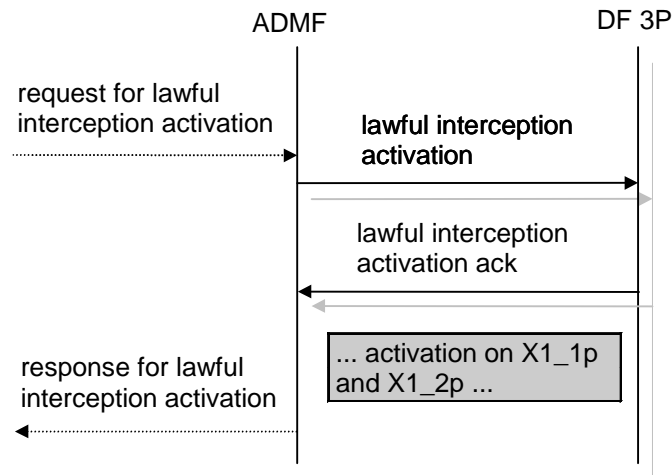 ADMF
DF 3P
request for lawful
interception activation
lawful interception
activation
lawful interception
activation ack
... activation on X1_1p
and X1_2p ...
response for lawful
interception activation